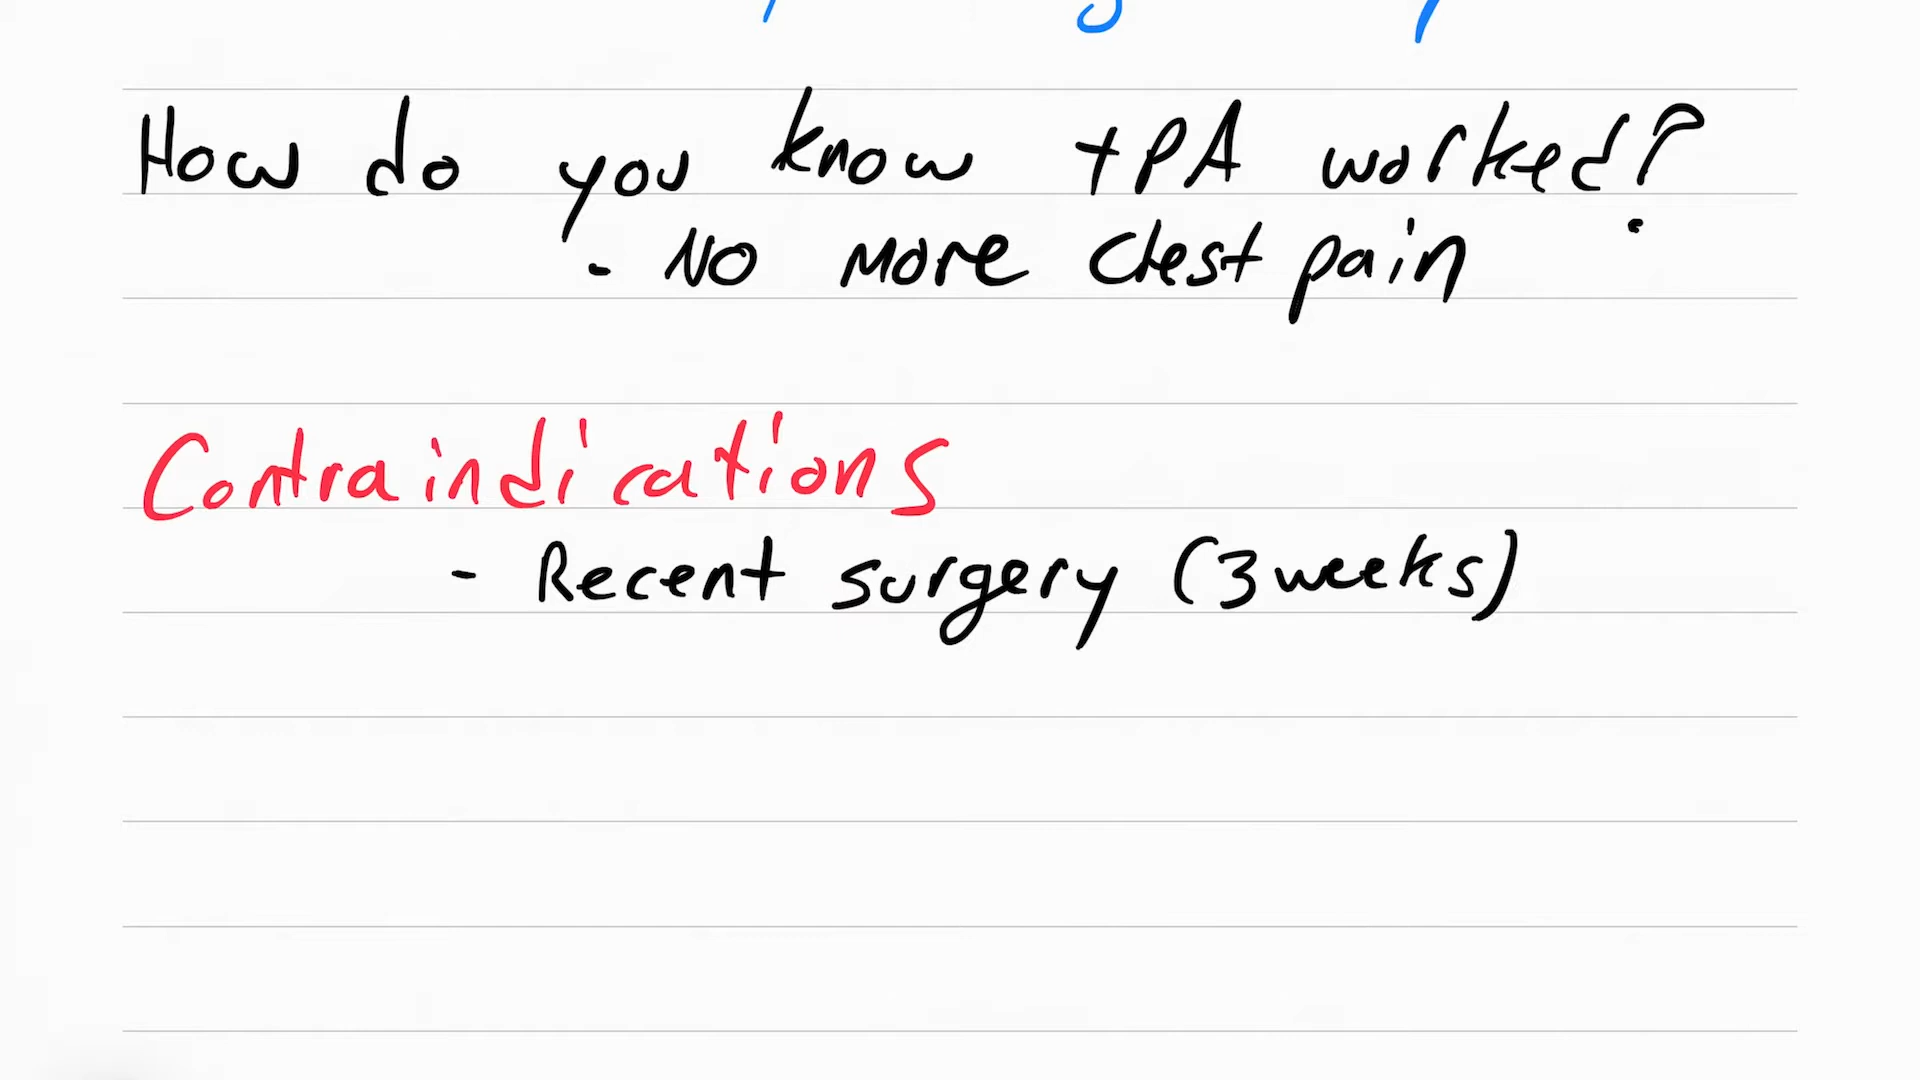 How do you know tPA worked?
- No more chest pain
Contraindications
- Recent surgery (3 weeks)